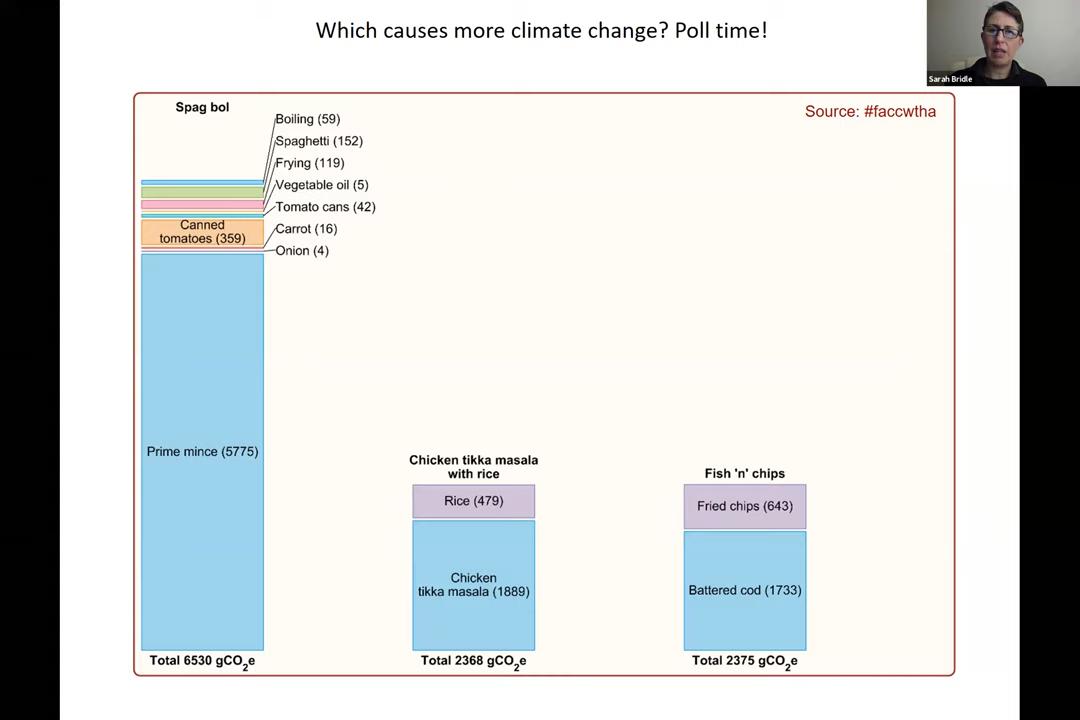 Which causes more climate change? Poll time!
Sarah Bridle
Source: #faccwtha
Spag bol
Boiling (59)
Spaghetti (152)
Frying (119)
Vegetable oil (5)
Tomato cans (42)
Canned
tomatoes (359)
Carrot (16)
Onion (4)
Prime mince (5775)
Total 6530 gCO₂e
Chicken tikka masala
with rice
Rice (479)
Chicken
tikka masala (1889)
Total 2368 gCO₂e
Fish 'n' chips
Fried chips (643)
Battered cod (1733)
Total 2375 gCO₂e